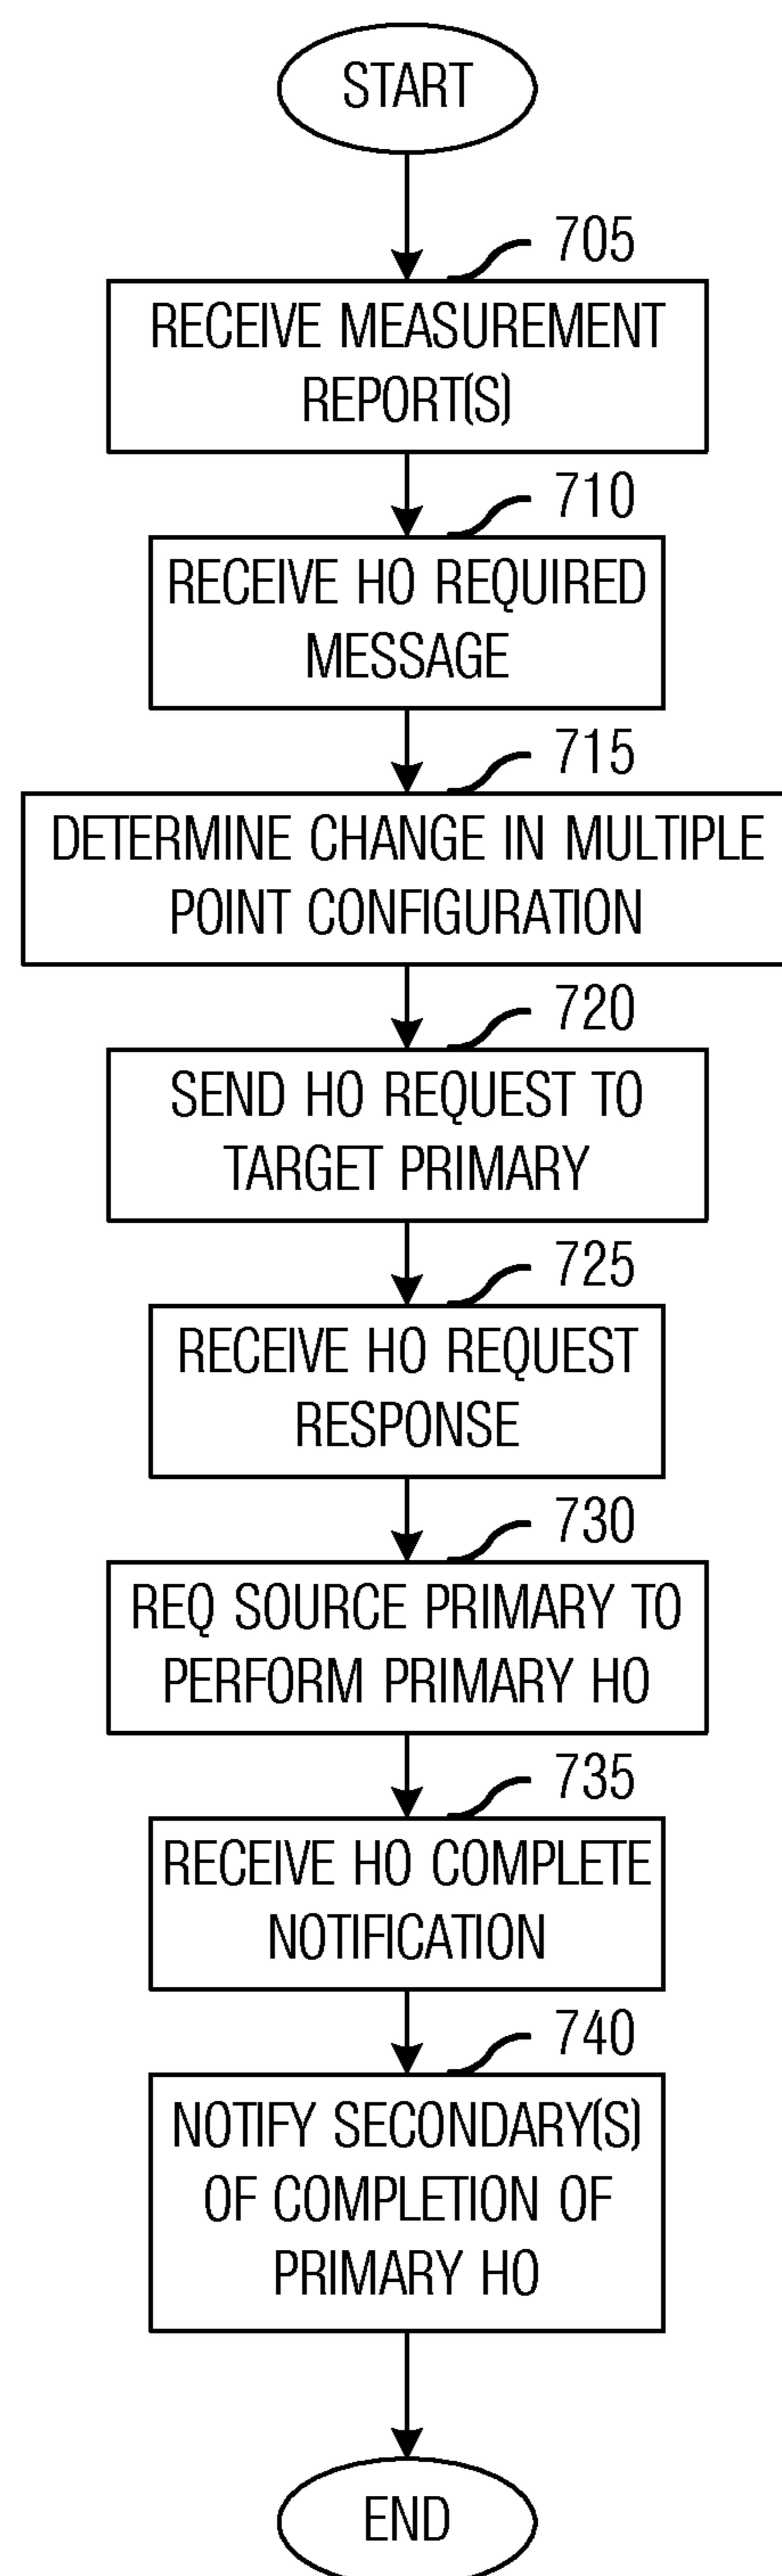 START
705
RECEIVE MEASUREMENT
REPORT(S)
710
RECEIVE HO REQUIRED
MESSAGE
715
DETERMINE CHANGE IN MULTIPLE
POINT CONFIGURATION
720
SEND HO REQUEST TO
TARGET PRIMARY
725
RECEIVE HO REQUEST
RESPONSE
730
REQ SOURCE PRIMARY TO
PERFORM PRIMARY HO
735
RECEIVE HO COMPLETE
NOTIFICATION
740
NOTIFY SECONDARY(S)
OF COMPLETION OF
PRIMARY HO
END